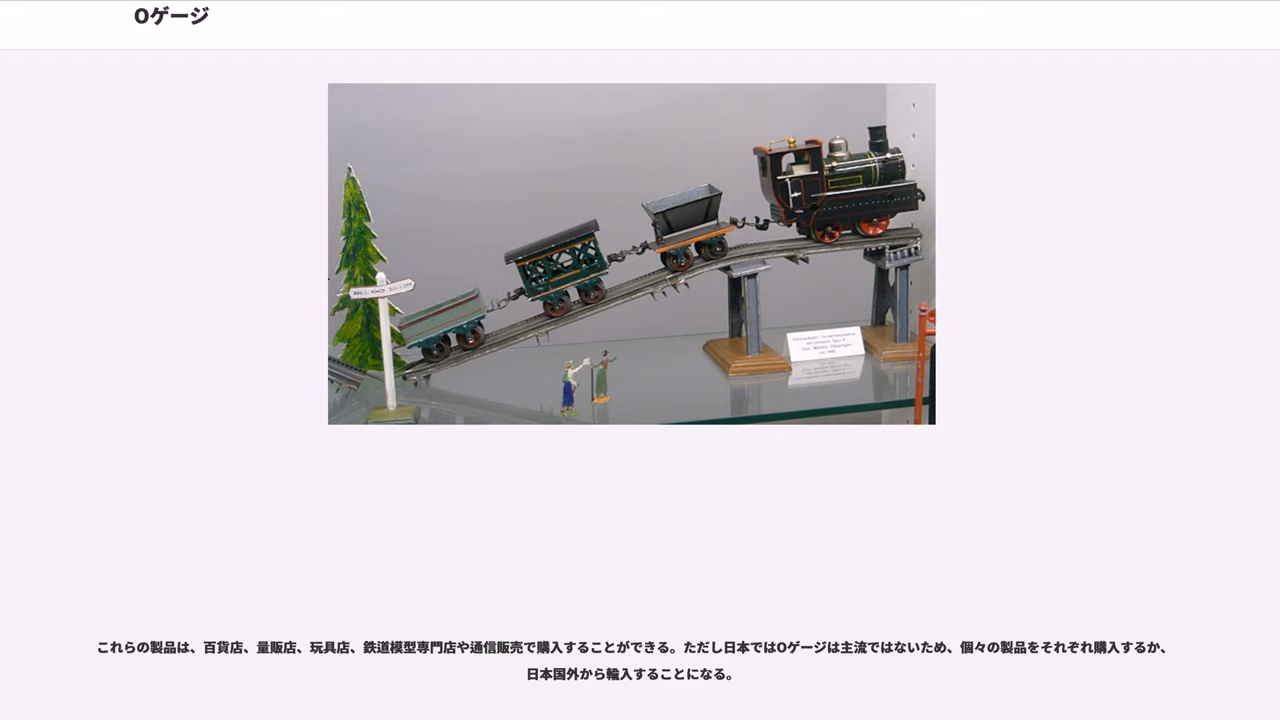 Oゲージ
これらの製品は、百貨店、量販店、玩具店、鉄道模型専門店や通信販売で購入することができる。ただし日本ではOゲージは主流ではないため、個々の製品をそれぞれ購入するか、
日本国外から輸入することになる。